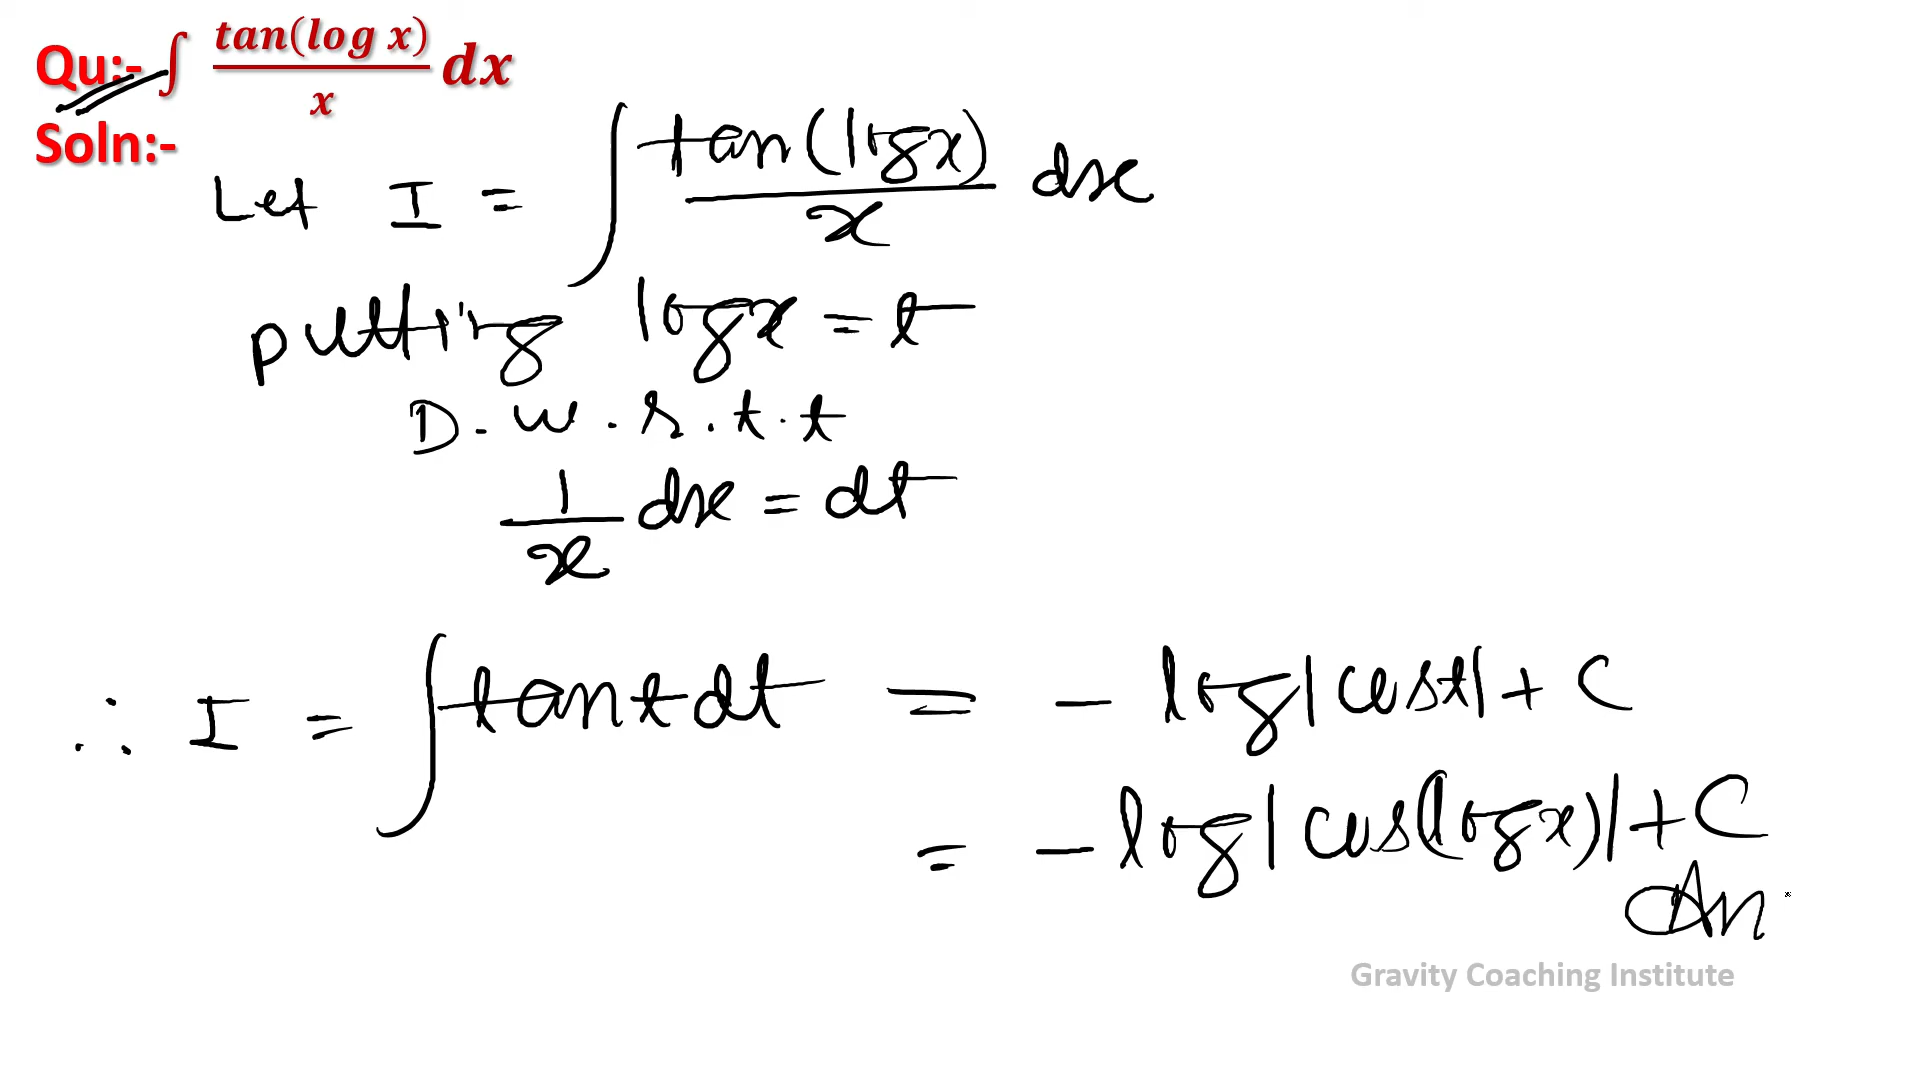 Qu:- ∫ tan(log x)/x dx
Soln:-
Let I = ∫ tan(logx)/x dx
putting logx = t
D.w.r.t.t
1/x dx = dt
∴ I = ∫ tant dt = - log|cost| + C
= - log|cos(logx)| + C
An
Gravity Coaching Institute